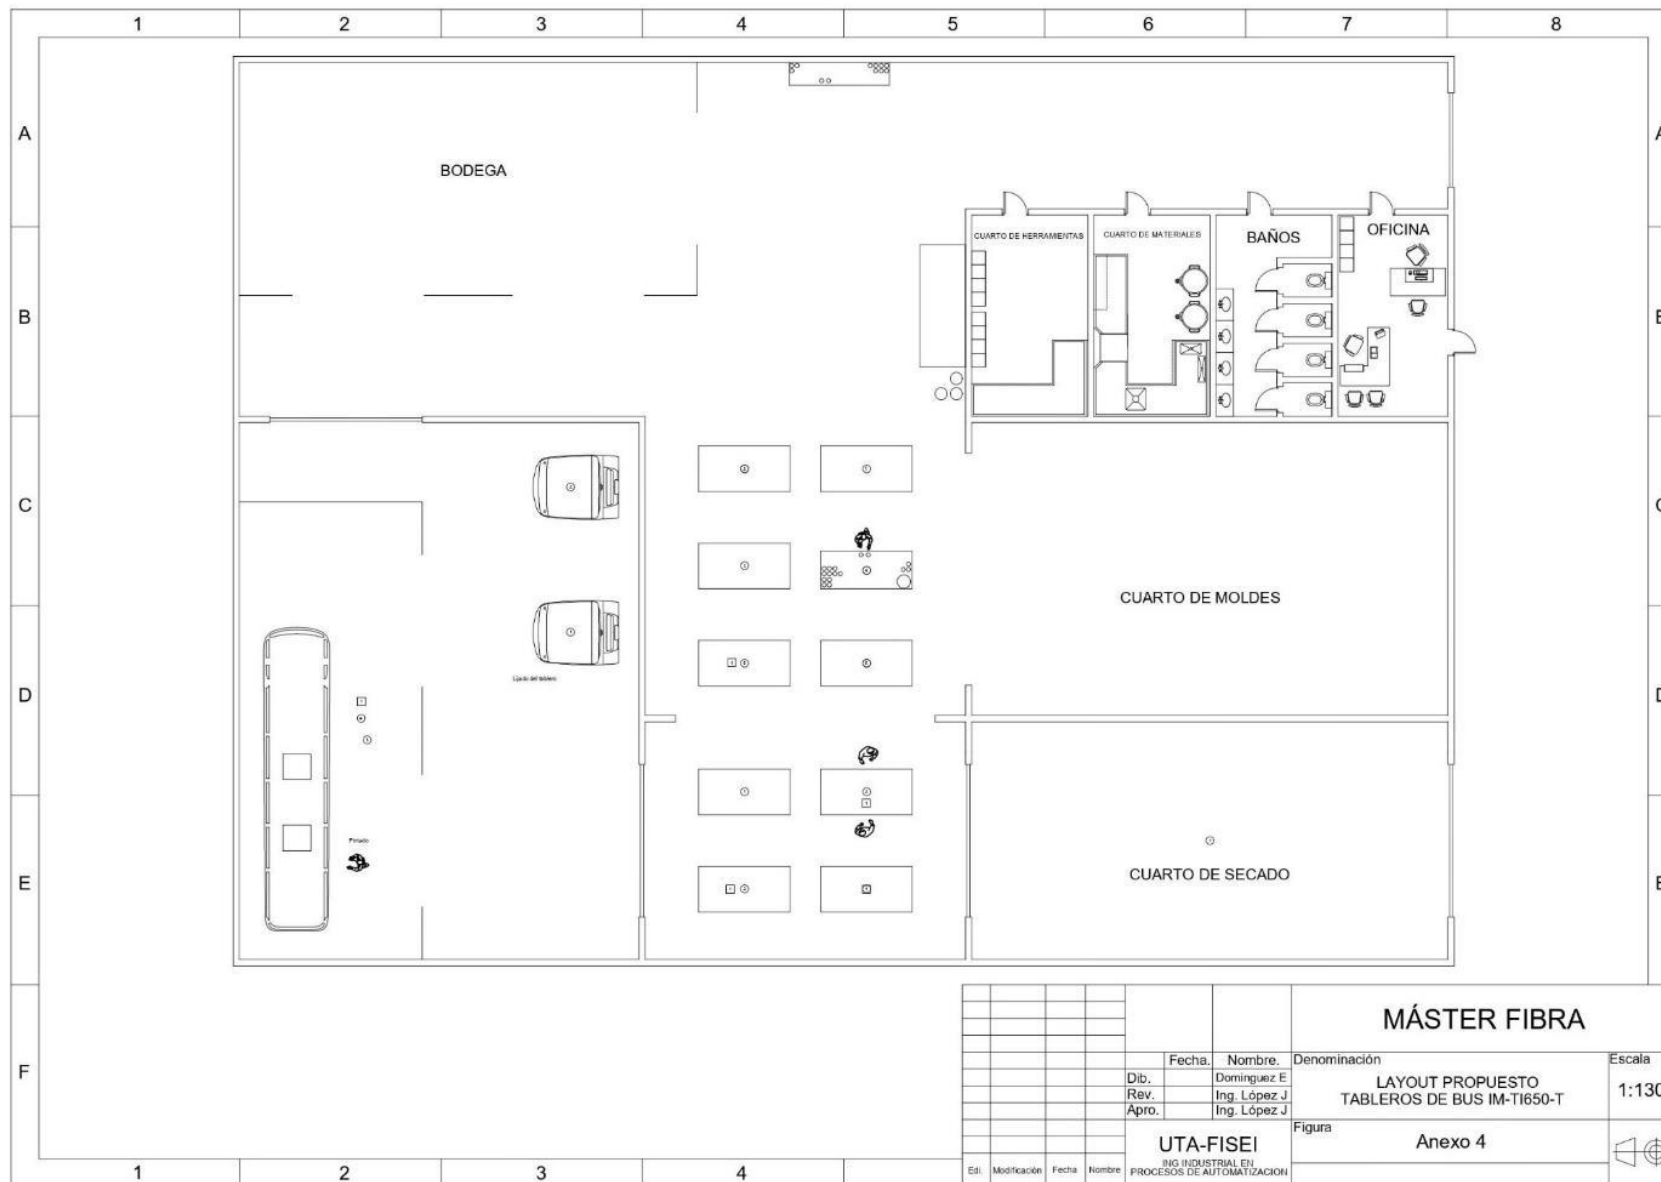 1 2 3 4 5 6 7 8
A A
BODEGA
CUARTO DE HERRAMIENTAS CUARTO DE MATERIALES BAÑOS OFICINA
B
C
CUARTO DE MOLDES
D
Pintado
CUARTO DE SECADO
E
F
MÁSTER FIBRA
Fecha. Nombre. Denominación Escala
Dib. Dominguez E
Rev. Ing. López J
Apro. Ing. López J
LAYOUT PROPUESTO
TABLEROS DE BUS IM-TI650-T
1:130
Figura
Anexo 4
UTA-FISEI
ING INDUSTRIAL EN
PROCESOS DE AUTOMATIZACION
Edi. Modificación Fecha Nombre
1 2 3 4